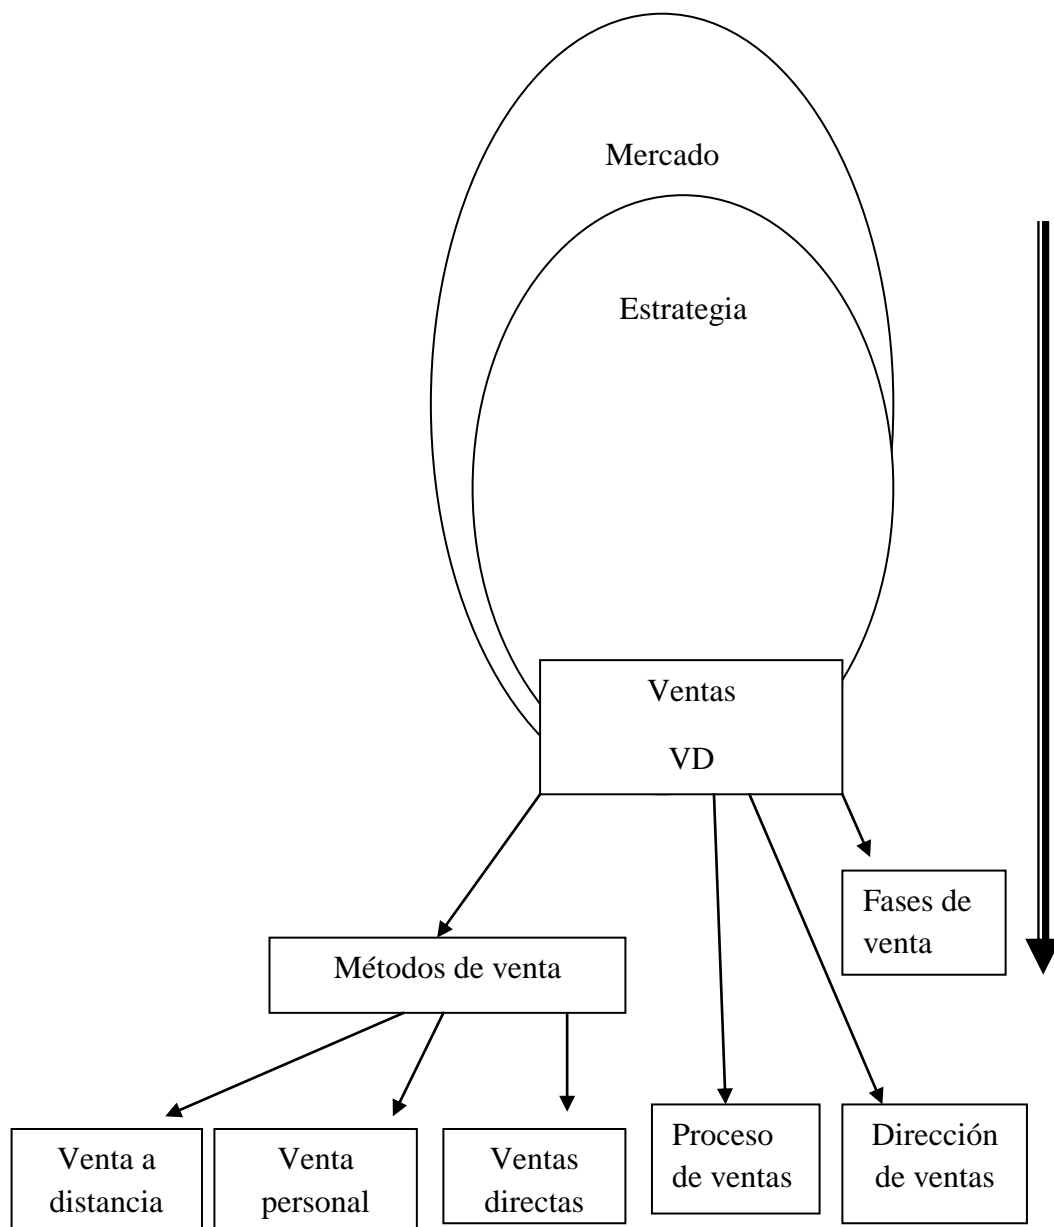 Mercado
Estrategia
Ventas
VD
Fases de
venta
Métodos de venta
Venta a
distancia
Venta
personal
Ventas
directas
Proceso
de ventas
Dirección
de ventas